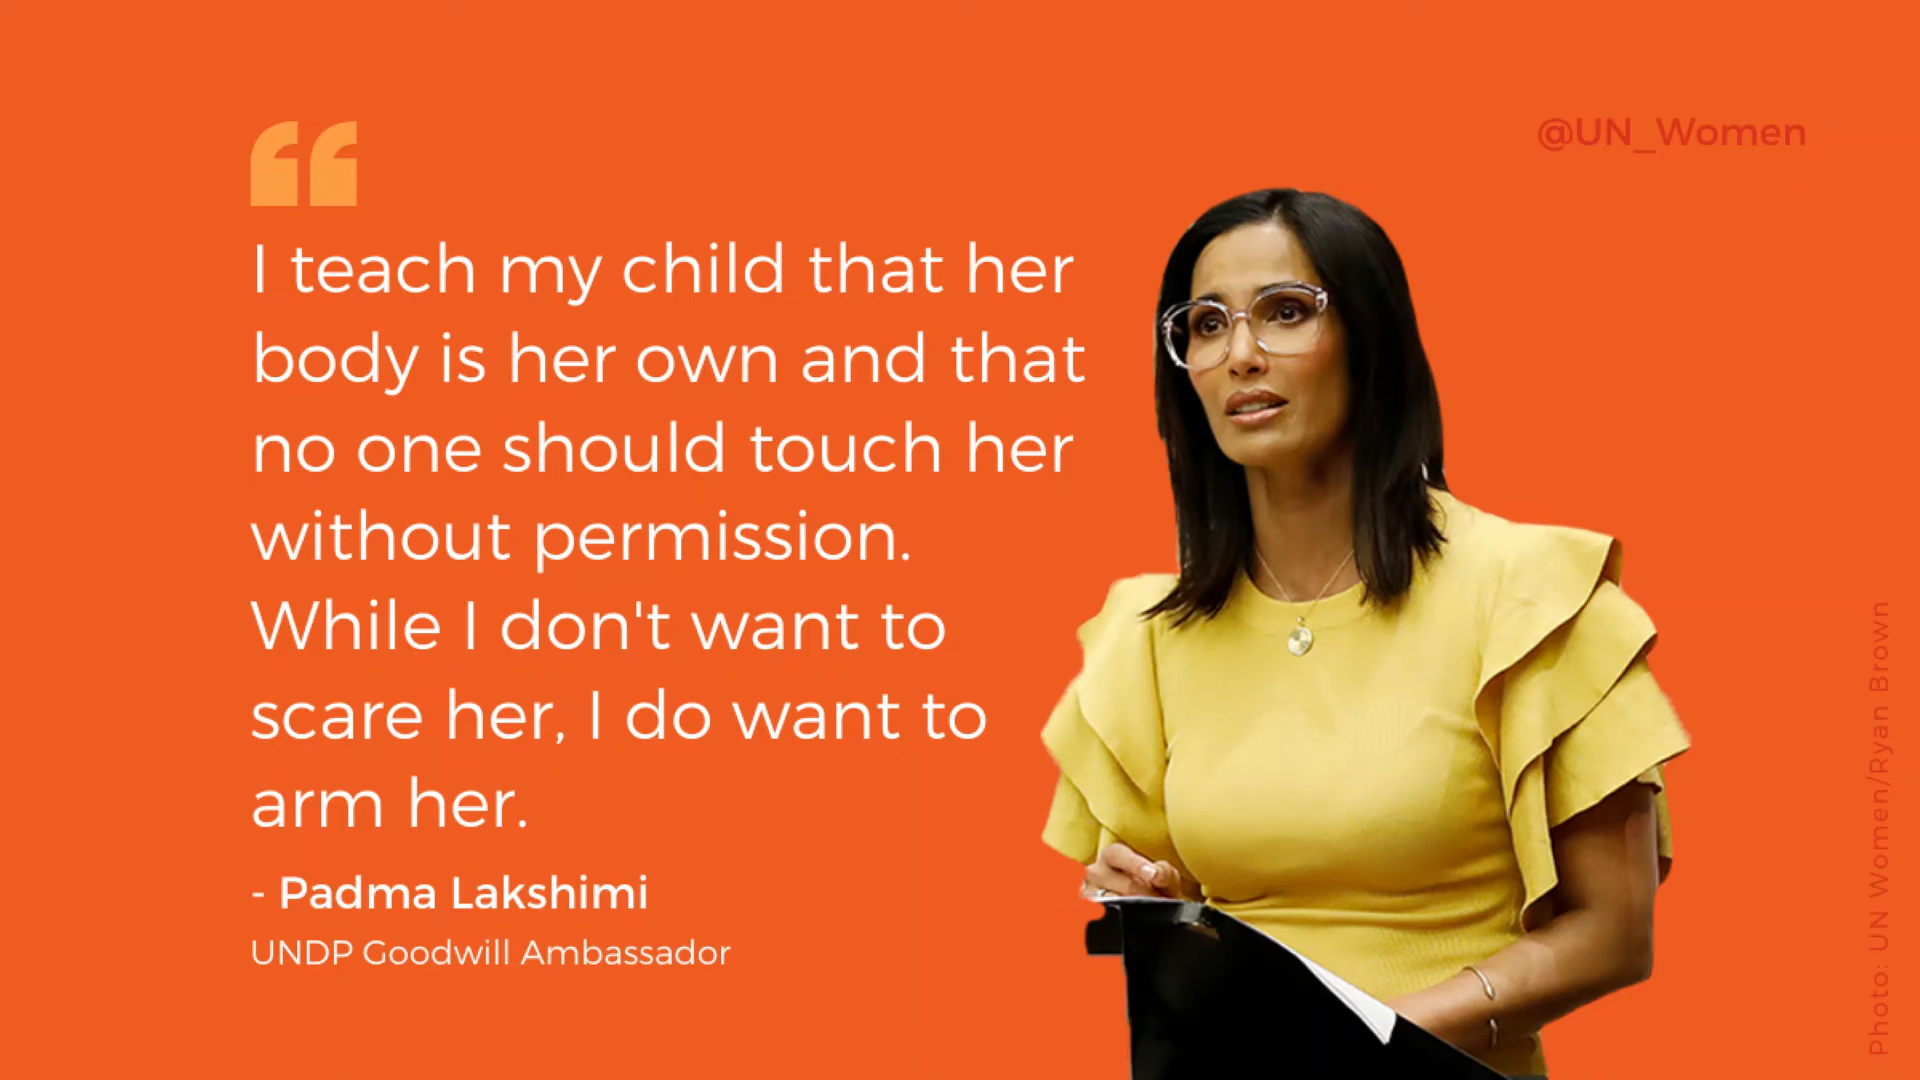 @UN_Women
I teach my child that her
body is her own and that
no one should touch her
without permission.
While I don't want to
scare her, I do want to
arm her.
- Padma Lakshimi
UNDP Goodwill Ambassador
Photo: UN Women/Ryan Brown